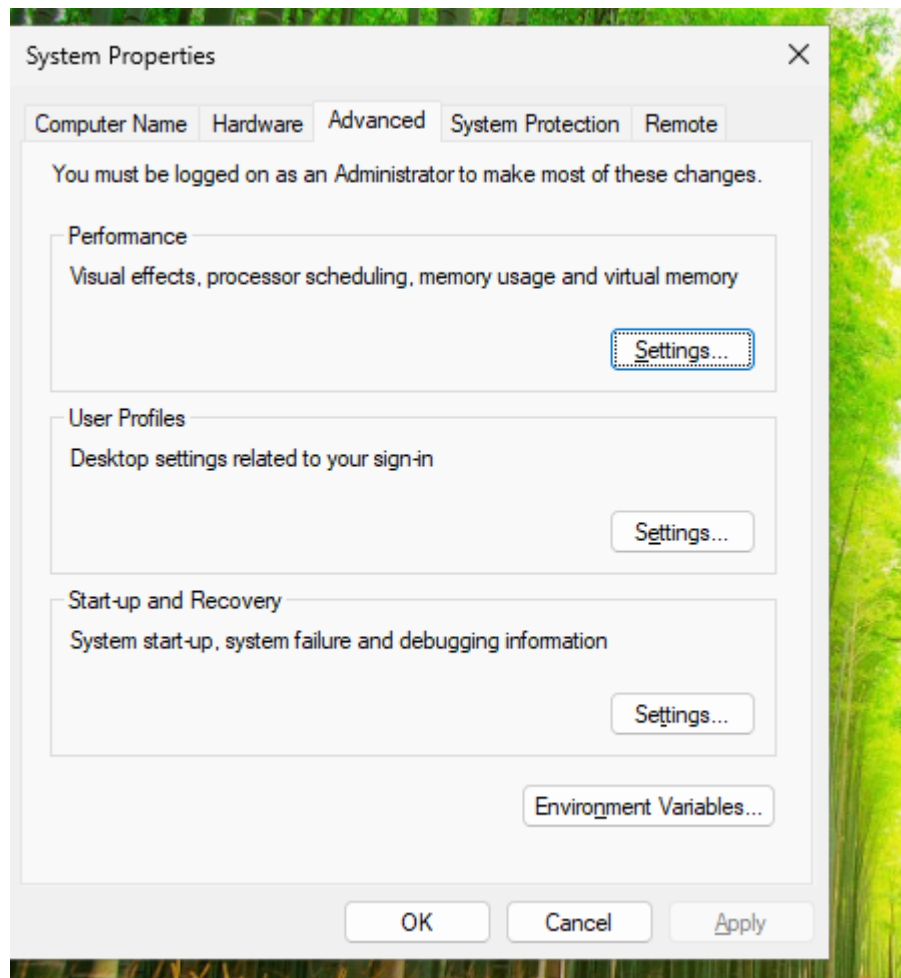 System Properties
Computer Name Hardware Advanced System Protection Remote
You must be logged on as an Administrator to make most of these changes.
Performance
Visual effects, processor scheduling, memory usage and virtual memory
Settings...
User Profiles
Desktop settings related to your sign-in
Settings...
Start-up and Recovery
System start-up, system failure and debugging information
Settings...
Environment Variables...
OK Cancel Apply